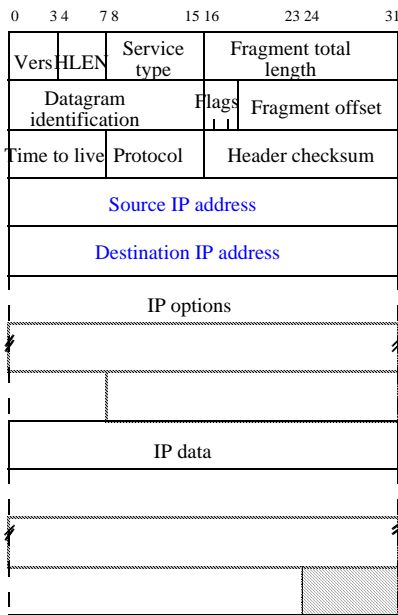 0 3 4 7 8 15 16 23 24 31
Vers HLEN Service type Fragment total length
Datagram identification Flags Fragment offset
Time to live Protocol Header checksum
Source IP address
Destination IP address
IP options
IP data